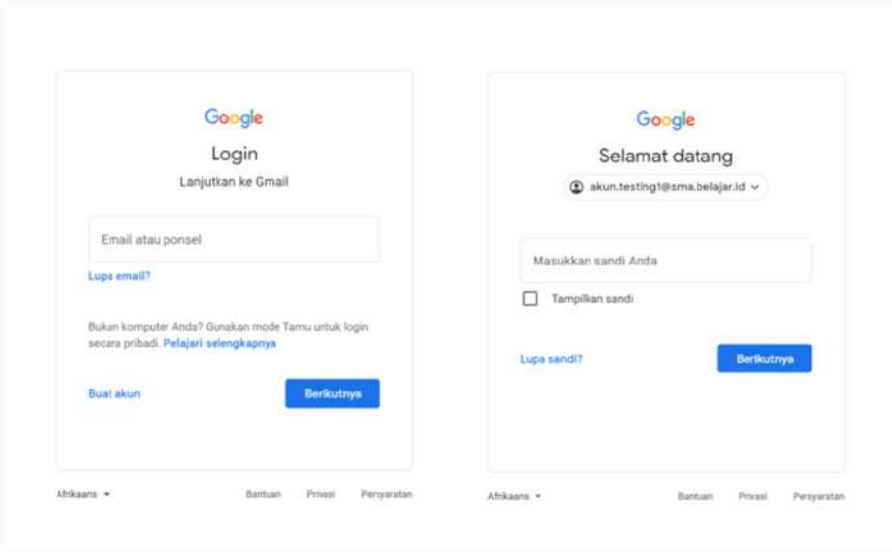 Google
Login
Lanjutkan ke Gmail
Email atau ponsel
Lupa email?
Bukan komputer Anda? Gunakan mode Tamu untuk login
secara pribadi. Pelajari selengkapnya
Buat akun
Berikutnya
Afrikaans
Bantuan
Privasi
Persyaratan
Google
Selamat datang
akun.testing1@sma.belajar.id
Masukkan sandi Anda
Tampilkan sandi
Lupa sandi?
Berikutnya
Afrikaans
Bantuan
Privasi
Persyaratan